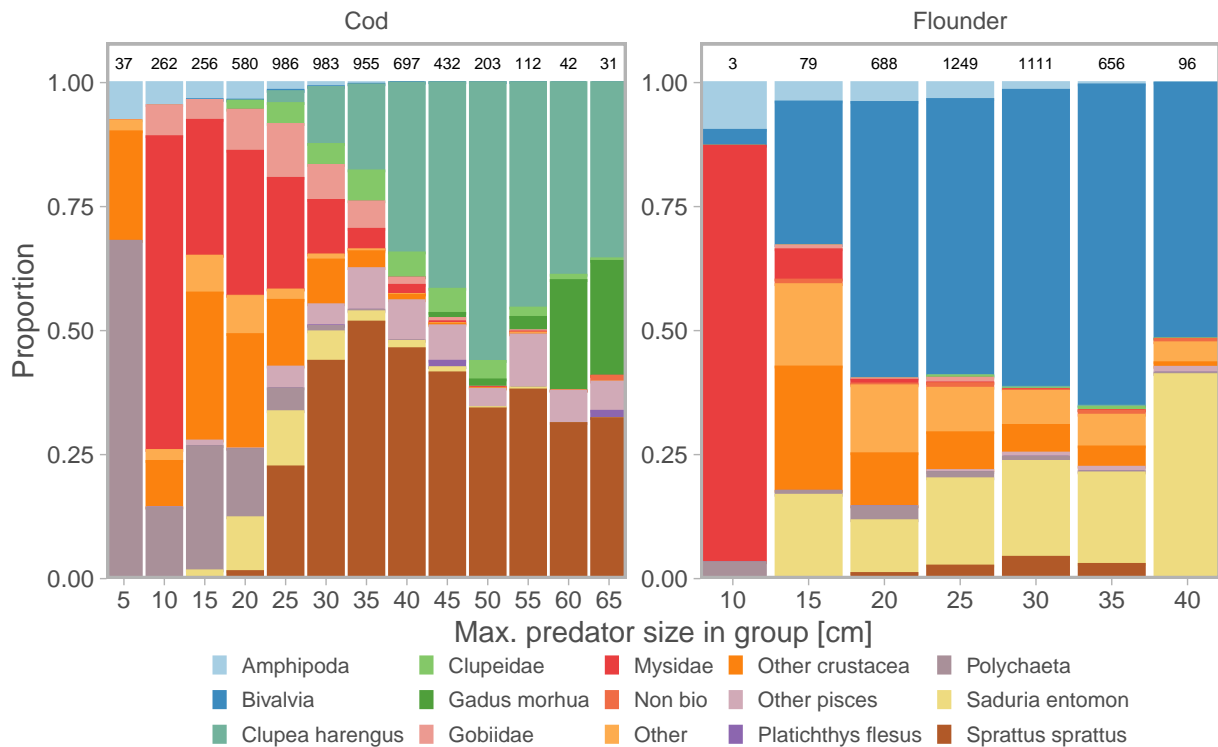 Cod
Flounder
37 262 256 580 986 983 955 697 432 203 112 42 31
3 79 688 1249 1111 656 96
1.00
0.75
0.50
0.25
0.00
1.00
0.75
0.50
0.25
0.00
Proportion
5 10 15 20 25 30 35 40 45 50 55 60 65
10 15 20 25 30 35 40
Max. predator size in group [cm]
Amphipoda Clupeidae Mysidae Other crustacea Polychaeta
Bivalvia Gadus morhua Non bio Other pisces Saduria entomon
Clupea harengus Gobiidae Other Platichthys flesus Sprattus sprattus